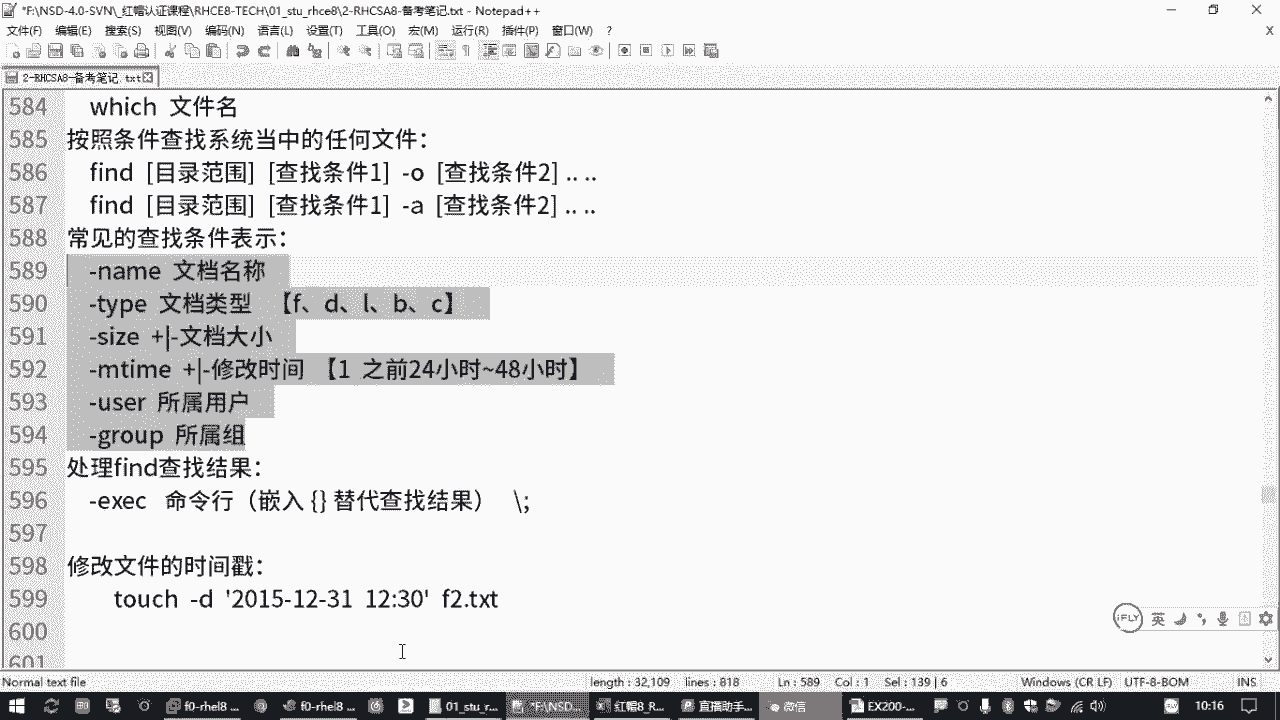 *F:\NSD-4.0-SVN\_红帽认证课程\RHCE8-TECH\01_stu_rhce8\2-RHCSA8-备考笔记.txt - Notepad++
文件(F) 编辑(E) 搜索(S) 视图(V) 编码(N) 语言(L) 设置(T) 工具(O) 宏(M) 运行(R) 插件(P) 窗口(W) ? X
2-RHCSA8-备考笔记.txt
584 which 文件名
585 按照条件查找系统当中的任何文件：
586 find [目录范围] [查找条件1] -o [查找条件2] .. ..
587 find [目录范围] [查找条件1] -a [查找条件2] .. ..
588 常见的查找条件表示：
589 -name 文档名称
590 -type 文档类型 【f、d、l、b、c】
591 -size +|-文档大小
592 -mtime +|-修改时间 【1 之前24小时~48小时】
593 -user 所属用户
594 -group 所属组
595 处理find查找结果：
596 -exec 命令行（嵌入 {} 替代查找结果） \;
597
598 修改文件的时间戳：
599 touch -d '2015-12-31 12:30' f2.txt
600
601
iFLY 英
Normal text file length : 32,109 lines : 818 Ln : 589 Col : 1 Sel : 139 | 6 Windows (CR LF) UTF-8-BOM INS
f0-rhel8 ... f0-rhel8 ... 01_stu_r... *F:\NSD... 红帽8_R... 直播助手... 微信 EX200-... 10:16